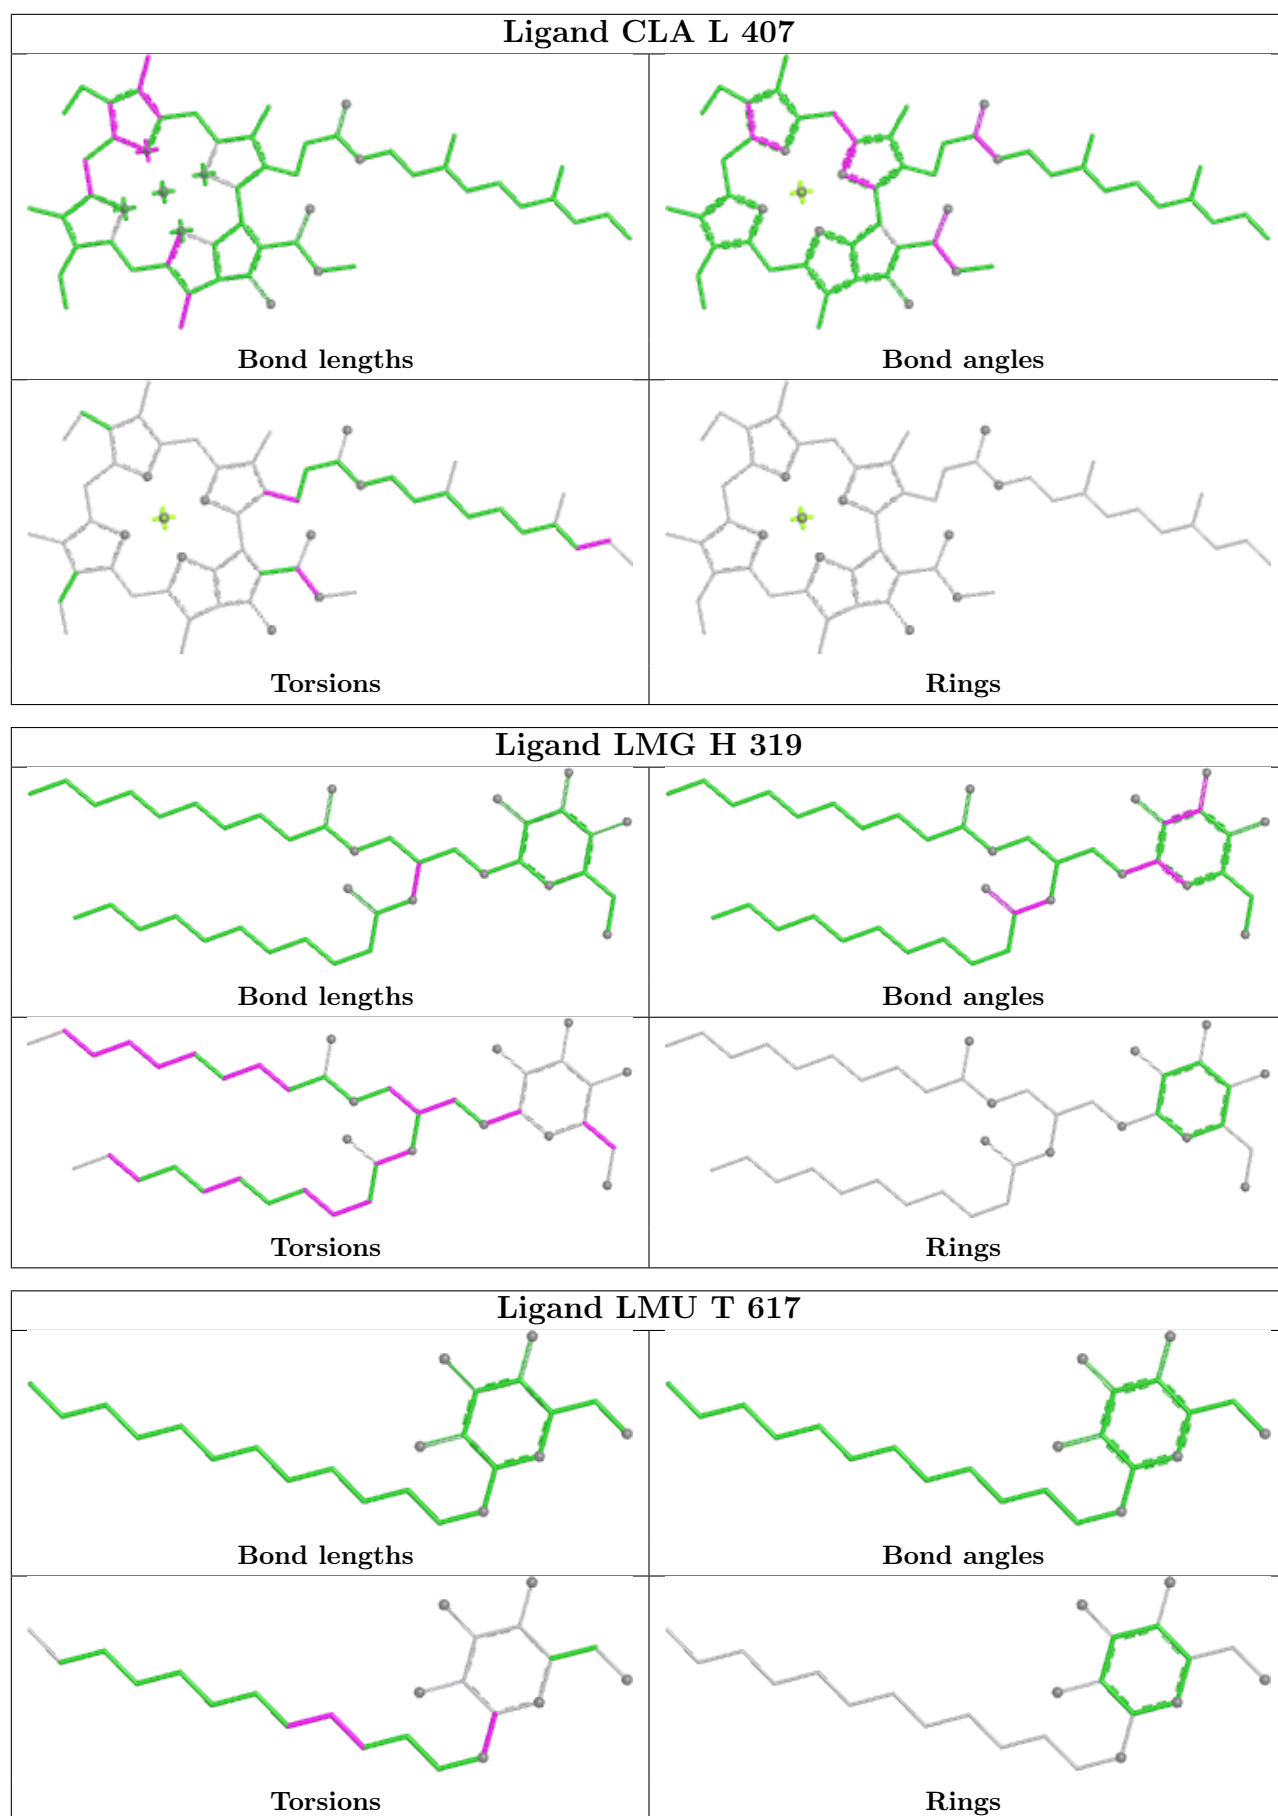 Ligand CLA L 407
Bond lengths
Bond angles
Torsions
Rings
Ligand LMG H 319
Bond lengths
Bond angles
Torsions
Rings
Ligand LMU T 617
Bond lengths
Bond angles
Torsions
Rings